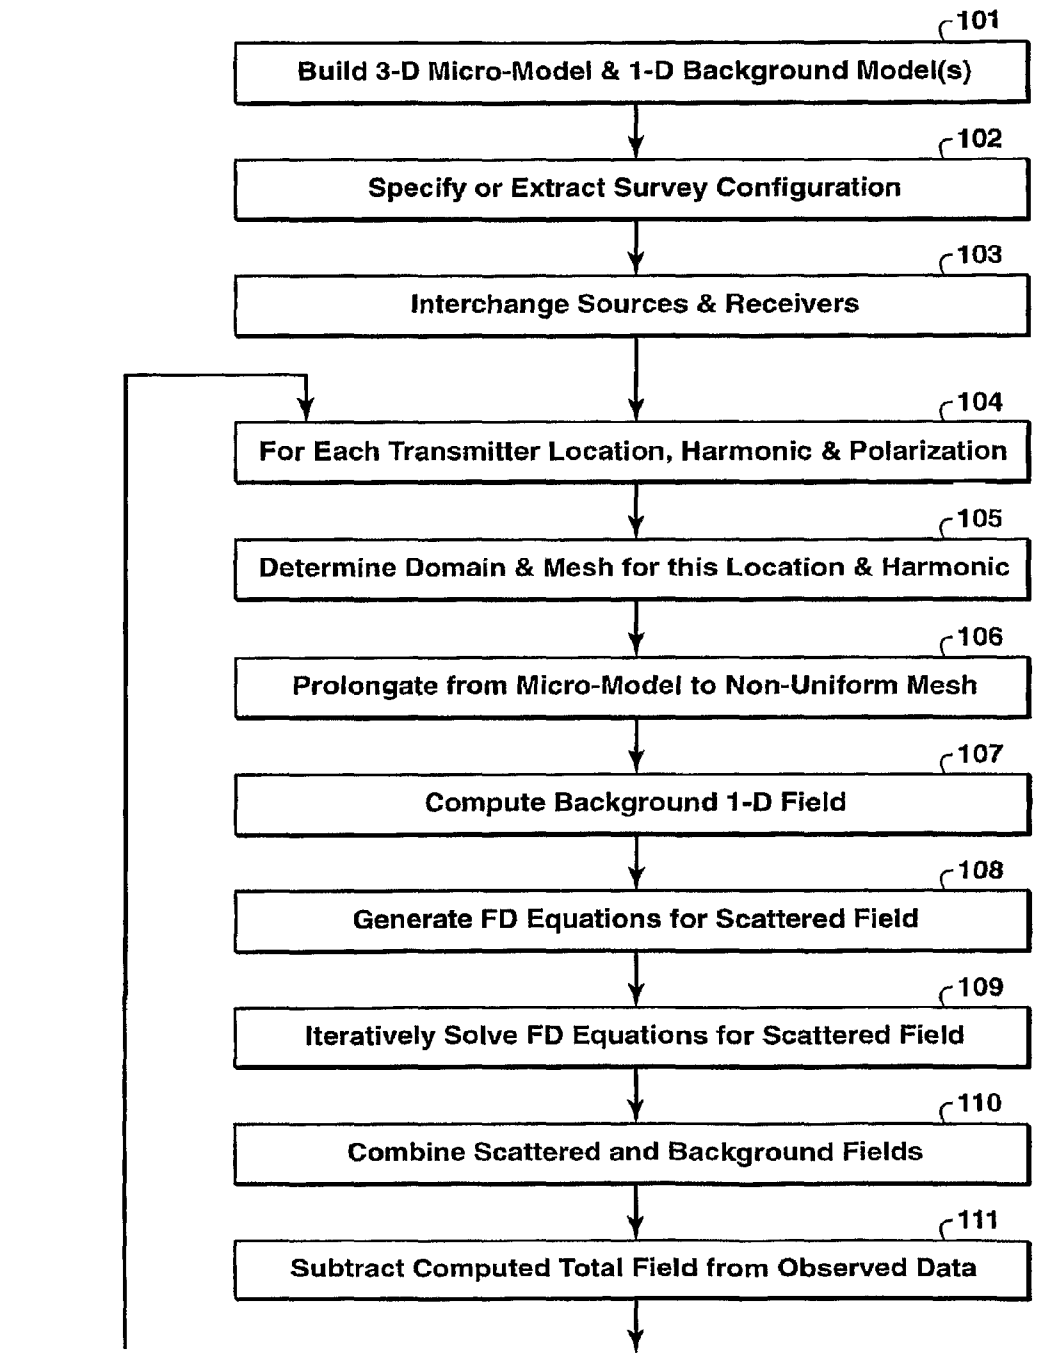 101
Build 3-D Micro-Model & 1-D Background Model(s)
102
Specify or Extract Survey Configuration
103
Interchange Sources & Receivers
104
For Each Transmitter Location, Harmonic & Polarization
105
Determine Domain & Mesh for this Location & Harmonic
106
Prolongate from Micro-Model to Non-Uniform Mesh
107
Compute Background 1-D Field
108
Generate FD Equations for Scattered Field
109
Iteratively Solve FD Equations for Scattered Field
110
Combine Scattered and Background Fields
111
Subtract Computed Total Field from Observed Data